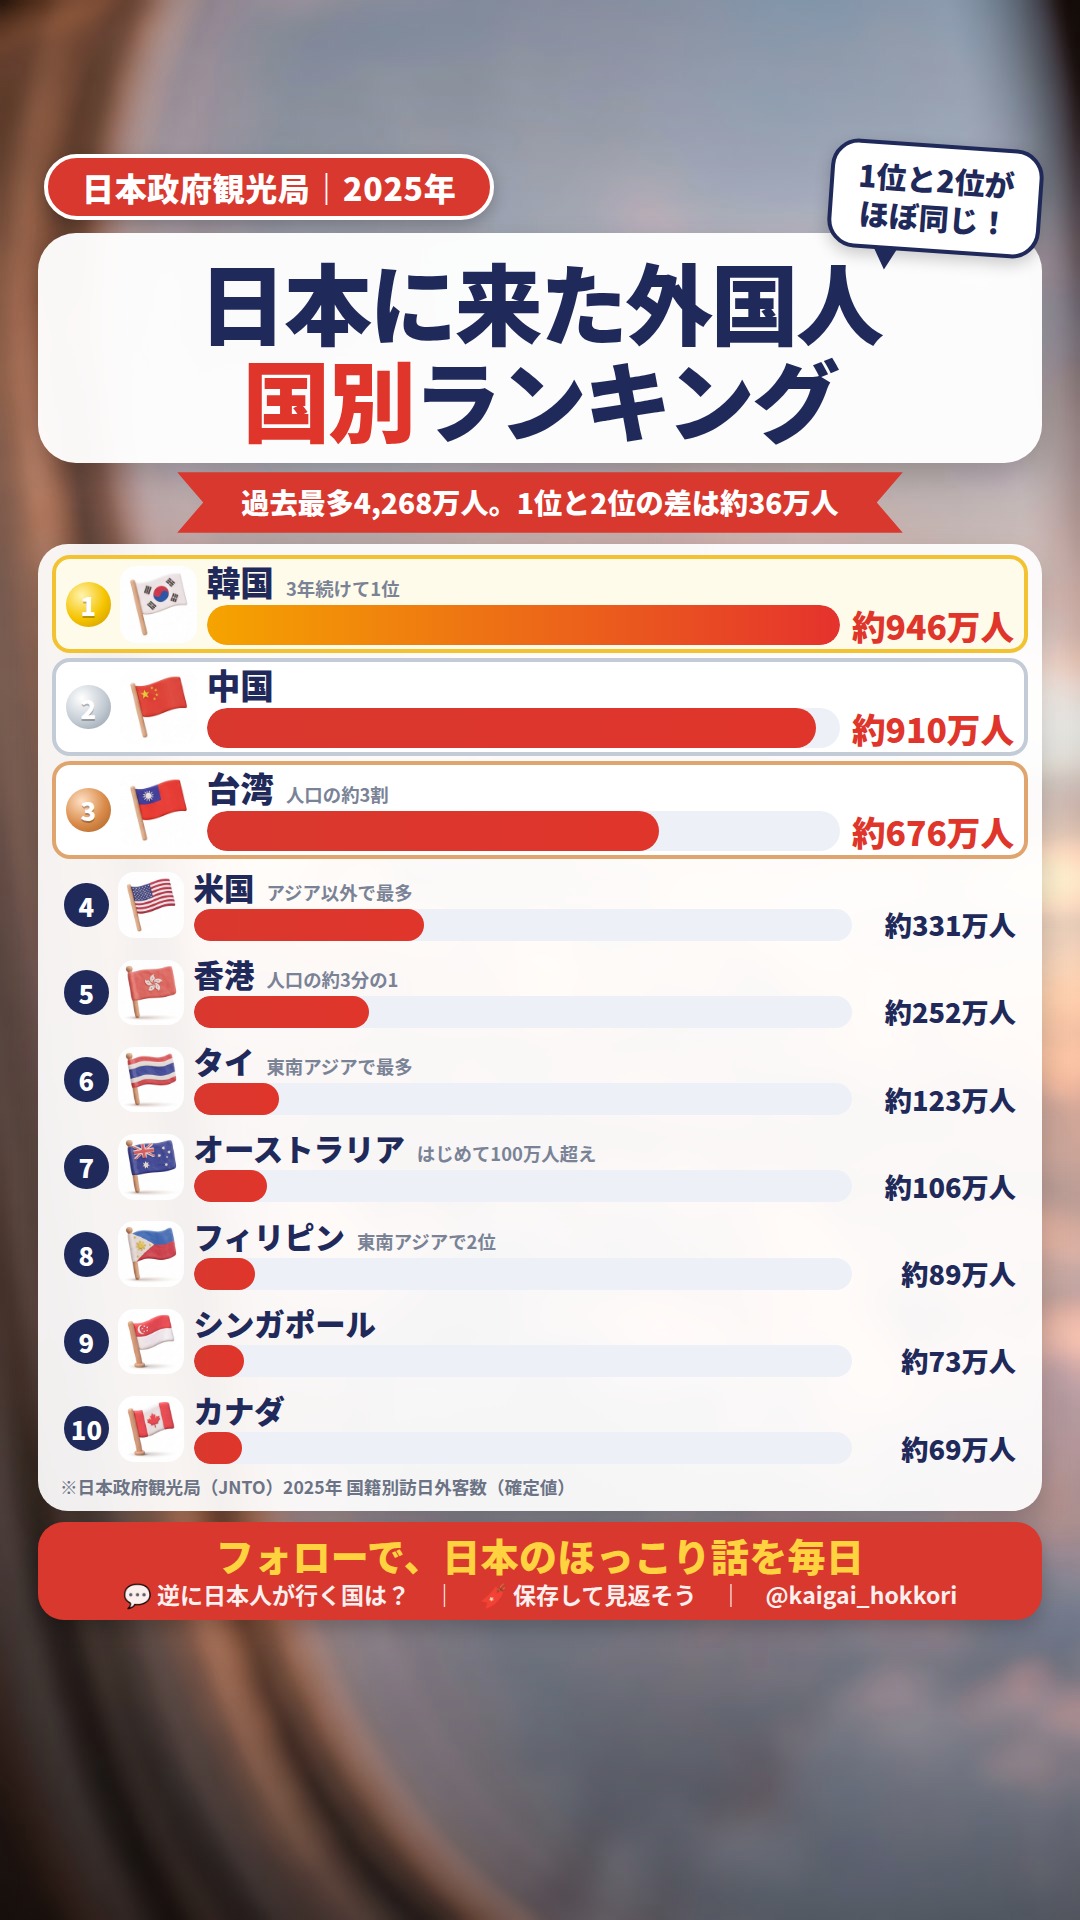 日本政府観光局｜2025年
1位と2位が
ほぼ同じ！
日本に来た外国人
国別ランキング
過去最多4,268万人。1位と2位の差は約36万人
1 韓国 3年続けて1位
約946万人
2 中国
約910万人
3 台湾 人口の約3割
約676万人
4 米国 アジア以外で最多
約331万人
5 香港 人口の約3分の1
約252万人
6 タイ 東南アジアで最多
約123万人
7 オーストラリア はじめて100万人超え
約106万人
8 フィリピン 東南アジアで2位
約89万人
9 シンガポール
約73万人
10 カナダ
約69万人
※日本政府観光局（JNTO）2025年 国籍別訪日外客数（確定値）
フォローで、日本のほっこり話を毎日
💬 逆に日本人が行く国は？ ｜ 🔖 保存して見返そう ｜ @kaigai_hokkori